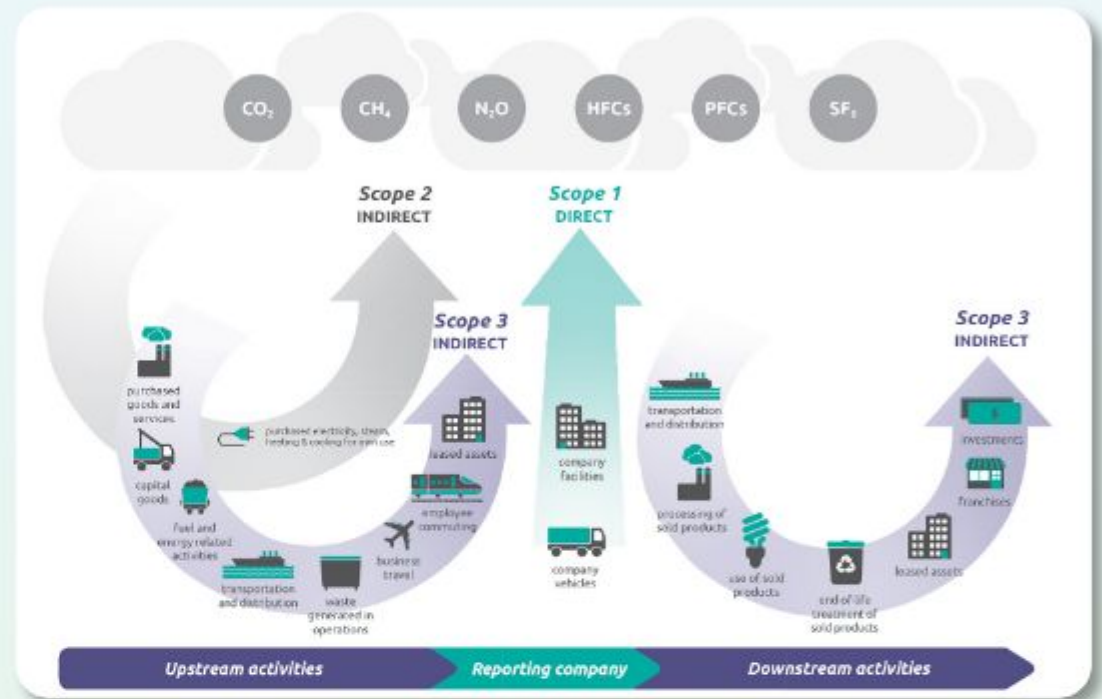 CO₂
CH₄
N₂O
HFCs
PFCs
SF₆
Scope 2
INDIRECT
Scope 1
DIRECT
Scope 3
INDIRECT
Scope 3
INDIRECT
purchased
goods and
services
capital
goods
fuel and
energy related
activities
transportation
and distribution
waste
generated in
operations
business
travel
employee
commuting
leased assets
purchased electricity, steam,
heating & cooling for own use
company
facilities
company
vehicles
transportation
and distribution
processing of
sold products
use of sold
products
end-of-life
treatment of
sold products
leased assets
franchises
investments
$
Upstream activities
Reporting company
Downstream activities